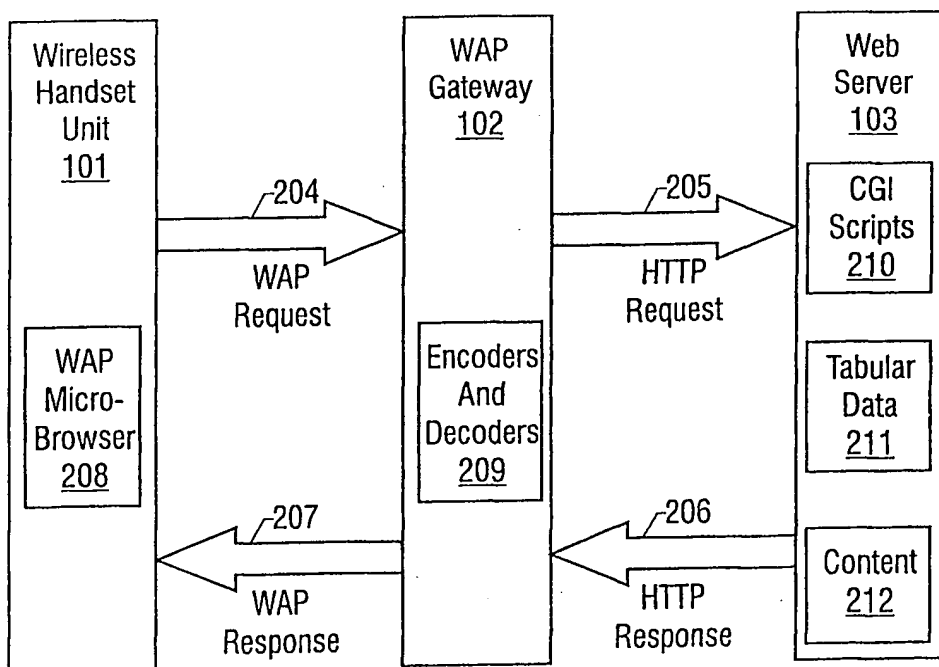 Wireless
Handset
Unit
101
WAP
Micro-
Browser
208
204
WAP
Request
207
WAP
Response
WAP
Gateway
102
Encoders
And
Decoders
209
205
HTTP
Request
206
HTTP
Response
Web
Server
103
CGI
Scripts
210
Tabular
Data
211
Content
212